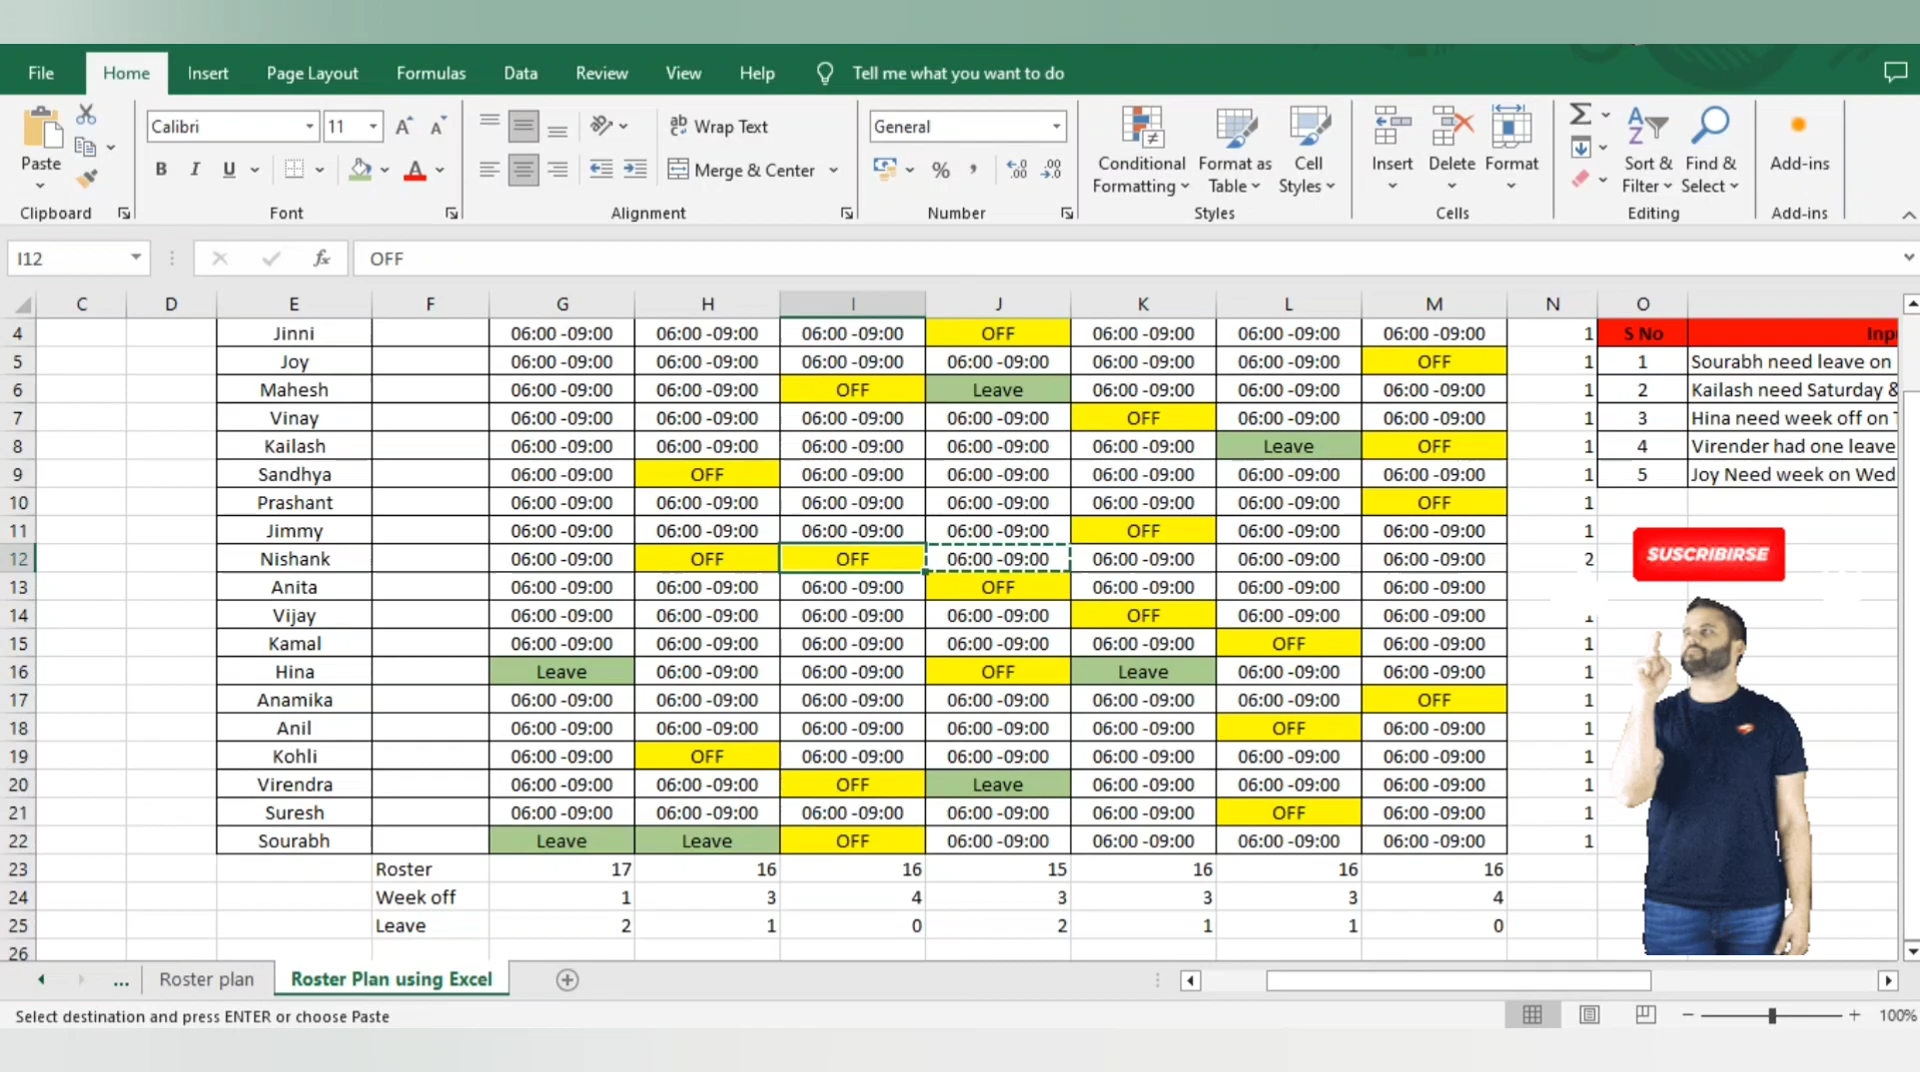 File Home Insert Page Layout Formulas Data Review View Help Tell me what you want to do
Calibri 11 Wrap Text General
Paste B I U Merge & Center % , Conditional Formatting Format as Table Cell Styles Insert Delete Format Sort & Filter Find & Select Add-ins
Clipboard Font Alignment Number Styles Cells Editing Add-ins
I12 fx OFF
C D E F G H I J K L M N O
4 Jinni 06:00 -09:00 06:00 -09:00 06:00 -09:00 OFF 06:00 -09:00 06:00 -09:00 06:00 -09:00 1 S No Inp
5 Joy 06:00 -09:00 06:00 -09:00 06:00 -09:00 06:00 -09:00 06:00 -09:00 06:00 -09:00 OFF 1 1 Sourabh need leave on
6 Mahesh 06:00 -09:00 06:00 -09:00 OFF Leave 06:00 -09:00 06:00 -09:00 06:00 -09:00 1 2 Kailash need Saturday &
7 Vinay 06:00 -09:00 06:00 -09:00 06:00 -09:00 06:00 -09:00 OFF 06:00 -09:00 06:00 -09:00 1 3 Hina need week off on T
8 Kailash 06:00 -09:00 06:00 -09:00 06:00 -09:00 06:00 -09:00 06:00 -09:00 Leave OFF 1 4 Virender had one leave
9 Sandhya 06:00 -09:00 OFF 06:00 -09:00 06:00 -09:00 06:00 -09:00 06:00 -09:00 06:00 -09:00 1 5 Joy Need week on Wed
10 Prashant 06:00 -09:00 06:00 -09:00 06:00 -09:00 06:00 -09:00 06:00 -09:00 06:00 -09:00 OFF 1
11 Jimmy 06:00 -09:00 06:00 -09:00 06:00 -09:00 06:00 -09:00 OFF 06:00 -09:00 06:00 -09:00 1
12 Nishank 06:00 -09:00 OFF OFF 06:00 -09:00 06:00 -09:00 06:00 -09:00 06:00 -09:00 2 SUSCRIBIRSE
13 Anita 06:00 -09:00 06:00 -09:00 06:00 -09:00 OFF 06:00 -09:00 06:00 -09:00 06:00 -09:00
14 Vijay 06:00 -09:00 06:00 -09:00 06:00 -09:00 06:00 -09:00 OFF 06:00 -09:00 06:00 -09:00
15 Kamal 06:00 -09:00 06:00 -09:00 06:00 -09:00 06:00 -09:00 06:00 -09:00 OFF 06:00 -09:00 1
16 Hina Leave 06:00 -09:00 06:00 -09:00 OFF Leave 06:00 -09:00 06:00 -09:00 1
17 Anamika 06:00 -09:00 06:00 -09:00 06:00 -09:00 06:00 -09:00 06:00 -09:00 06:00 -09:00 OFF 1
18 Anil 06:00 -09:00 06:00 -09:00 06:00 -09:00 06:00 -09:00 06:00 -09:00 OFF 06:00 -09:00 1
19 Kohli 06:00 -09:00 OFF 06:00 -09:00 06:00 -09:00 06:00 -09:00 06:00 -09:00 06:00 -09:00 1
20 Virendra 06:00 -09:00 06:00 -09:00 OFF Leave 06:00 -09:00 06:00 -09:00 06:00 -09:00 1
21 Suresh 06:00 -09:00 06:00 -09:00 06:00 -09:00 06:00 -09:00 06:00 -09:00 OFF 06:00 -09:00 1
22 Sourabh Leave Leave OFF 06:00 -09:00 06:00 -09:00 06:00 -09:00 06:00 -09:00 1
23 Roster 17 16 16 15 16 16 16
24 Week off 1 3 4 3 3 3 4
25 Leave 2 1 0 2 1 1 0
26
... Roster plan Roster Plan using Excel
Select destination and press ENTER or choose Paste 100%